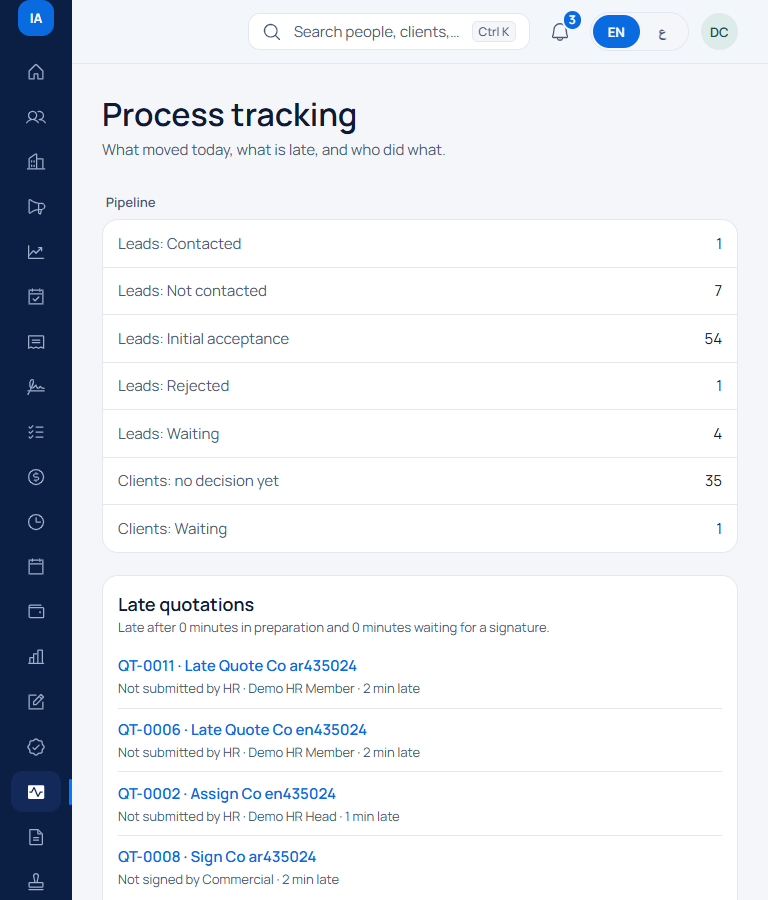 IA
Search people, clients,...
Ctrl K
3
EN
ع
DC
Process tracking
What moved today, what is late, and who did what.
Pipeline
Leads: Contacted 1
Leads: Not contacted 7
Leads: Initial acceptance 54
Leads: Rejected 1
Leads: Waiting 4
Clients: no decision yet 35
Clients: Waiting 1
Late quotations
Late after 0 minutes in preparation and 0 minutes waiting for a signature.
QT-0011 · Late Quote Co ar435024
Not submitted by HR · Demo HR Member · 2 min late
QT-0006 · Late Quote Co en435024
Not submitted by HR · Demo HR Member · 2 min late
QT-0002 · Assign Co en435024
Not submitted by HR · Demo HR Head · 1 min late
QT-0008 · Sign Co ar435024
Not signed by Commercial · 2 min late